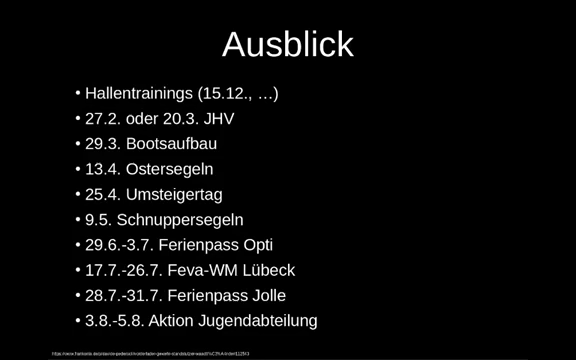 Ausblick
• Hallentrainings (15.12., …)
• 27.2. oder 20.3. JHV
• 29.3. Bootsaufbau
• 13.4. Ostersegeln
• 25.4. Umsteigertag
• 9.5. Schnuppersegeln
• 29.6.-3.7. Ferienpass Opti
• 17.7.-26.7. Feva-WM Lübeck
• 28.7.-31.7. Ferienpass Jolle
• 3.8.-5.8. Aktion Jugendabteilung